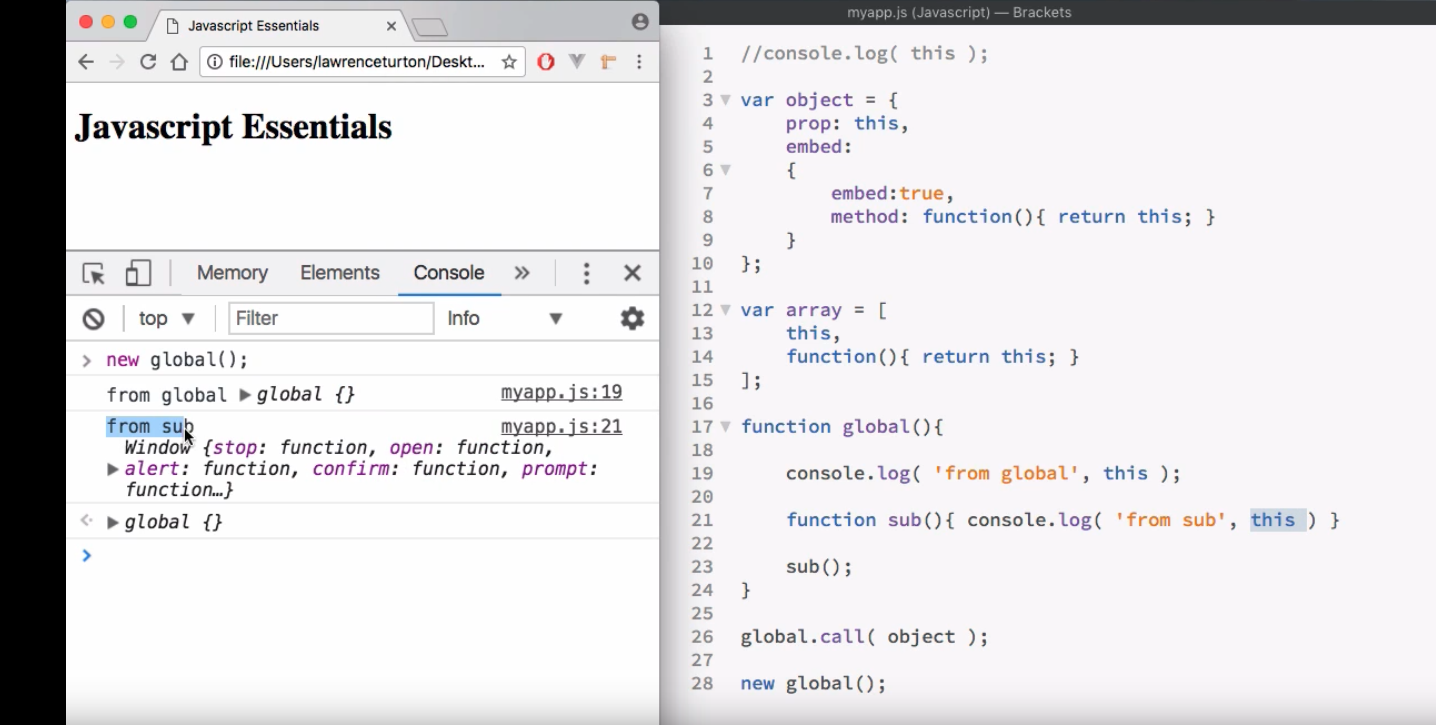 Javascript Essentials
file:///Users/lawrenceturton/Deskt...
Javascript Essentials
Memory Elements Console »
top Filter Info
> new global();
from global ▶ global {} myapp.js:19
from sub myapp.js:21
Window {stop: function, open: function,
▶ alert: function, confirm: function, prompt:
function…}
<· ▶ global {}
>
myapp.js (Javascript) — Brackets
1 //console.log( this );
2
3 var object = {
4 prop: this,
5 embed:
6 {
7 embed:true,
8 method: function(){ return this; }
9 }
10 };
11
12 var array = [
13 this,
14 function(){ return this; }
15 ];
16
17 function global(){
18
19 console.log( 'from global', this );
20
21 function sub(){ console.log( 'from sub', this ) }
22
23 sub();
24 }
25
26 global.call( object );
27
28 new global();